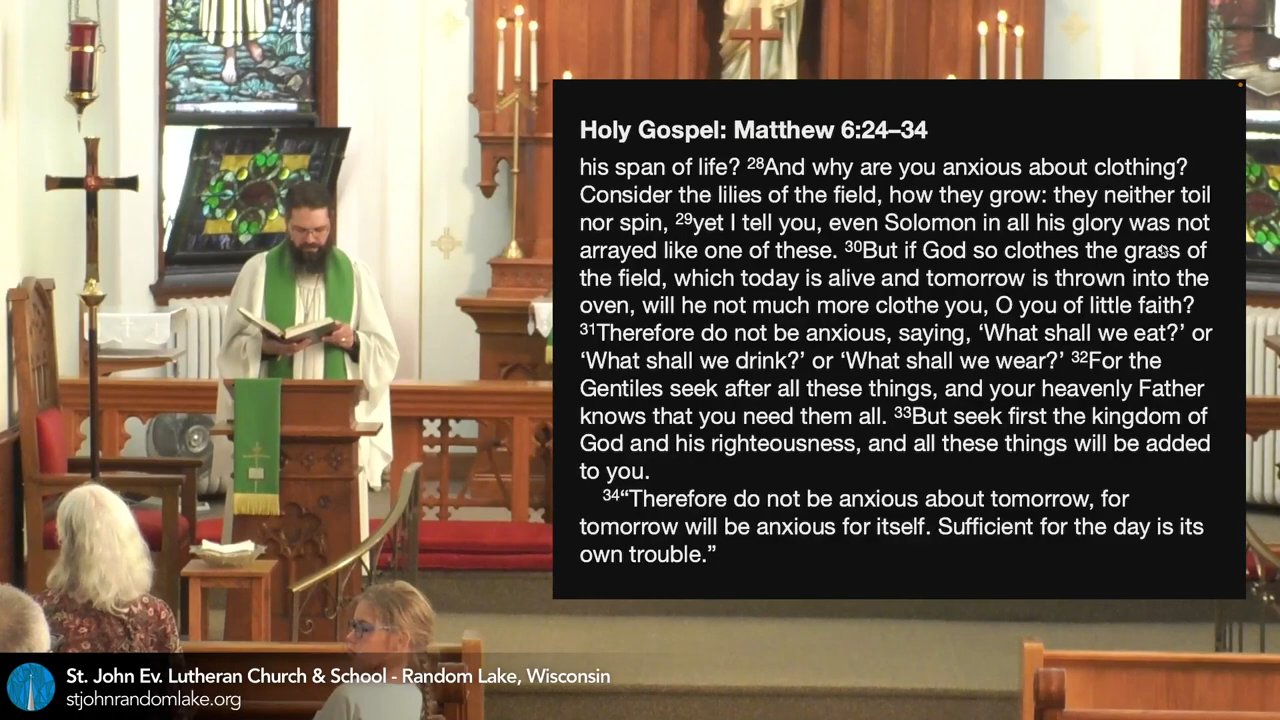 Holy Gospel: Matthew 6:24–34
his span of life? ²⁸And why are you anxious about clothing?
Consider the lilies of the field, how they grow: they neither toil
nor spin, ²⁹yet I tell you, even Solomon in all his glory was not
arrayed like one of these. ³⁰But if God so clothes the grass of
the field, which today is alive and tomorrow is thrown into the
oven, will he not much more clothe you, O you of little faith?
³¹Therefore do not be anxious, saying, ‘What shall we eat?’ or
‘What shall we drink?’ or ‘What shall we wear?’ ³²For the
Gentiles seek after all these things, and your heavenly Father
knows that you need them all. ³³But seek first the kingdom of
God and his righteousness, and all these things will be added
to you.
³⁴“Therefore do not be anxious about tomorrow, for
tomorrow will be anxious for itself. Sufficient for the day is its
own trouble.”
St. John Ev. Lutheran Church & School - Random Lake, Wisconsin
stjohnrandomlake.org